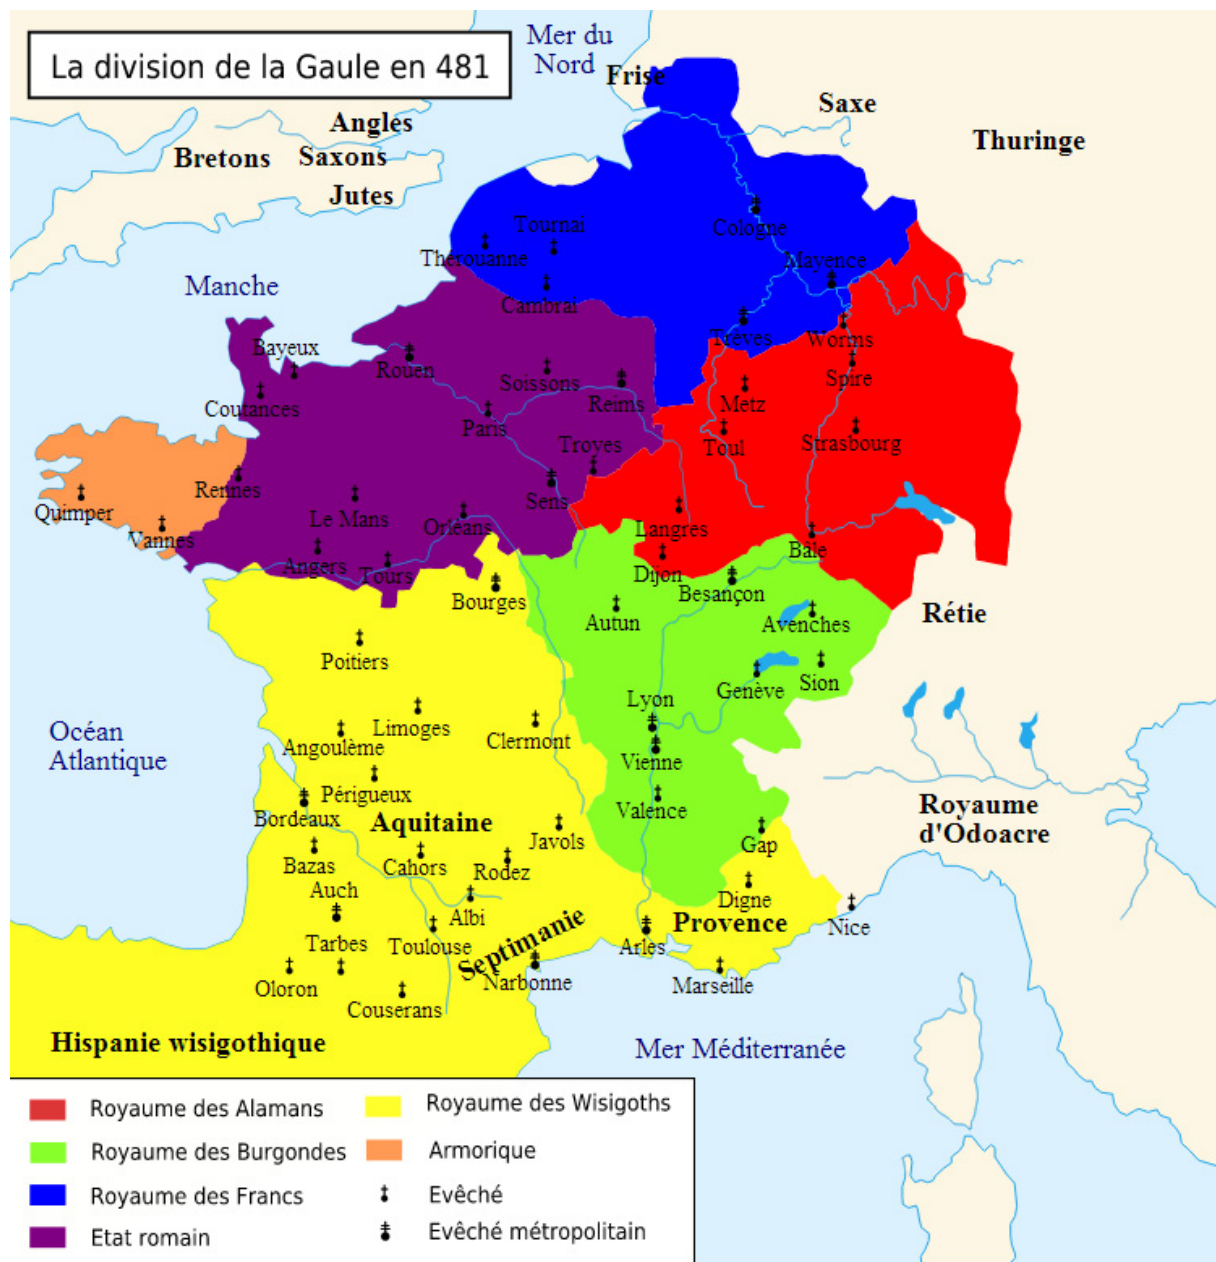 La division de la Gaule en 481
Mer du
Nord
Frise
Saxe
Thuringe
Angles
Bretons
Saxons
Jutes
Manche
Tournai
Thérouanne
Cologne
Mayence
Cambrai
Trèves
Worms
Bayeux
Rouen
Soissons
Reims
Metz
Spire
Coutances
Paris
Troyes
Toul
Strasbourg
Rennes
Sens
Quimper
Le Mans
Orléans
Langres
Vannes
Angers
Tours
Dijon
Bâle
Bourges
Besançon
Autun
Avenches
Rétie
Poitiers
Genève
Sion
Lyon
Océan
Atlantique
Limoges
Angoulème
Clermont
Vienne
Périgueux
Valence
Bordeaux
Aquitaine
Javols
Gap
Royaume
d'Odoacre
Bazas
Cahors
Rodez
Auch
Albi
Digne
Tarbes
Toulouse
Septimanie
Arles
Provence
Nice
Oloron
Narbonne
Marseille
Couserans
Hispanie wisigothique
Mer Méditerranée
Royaume des Alamans
Royaume des Wisigoths
Royaume des Burgondes
Armorique
Royaume des Francs
Evêché
Etat romain
Evêché métropolitain